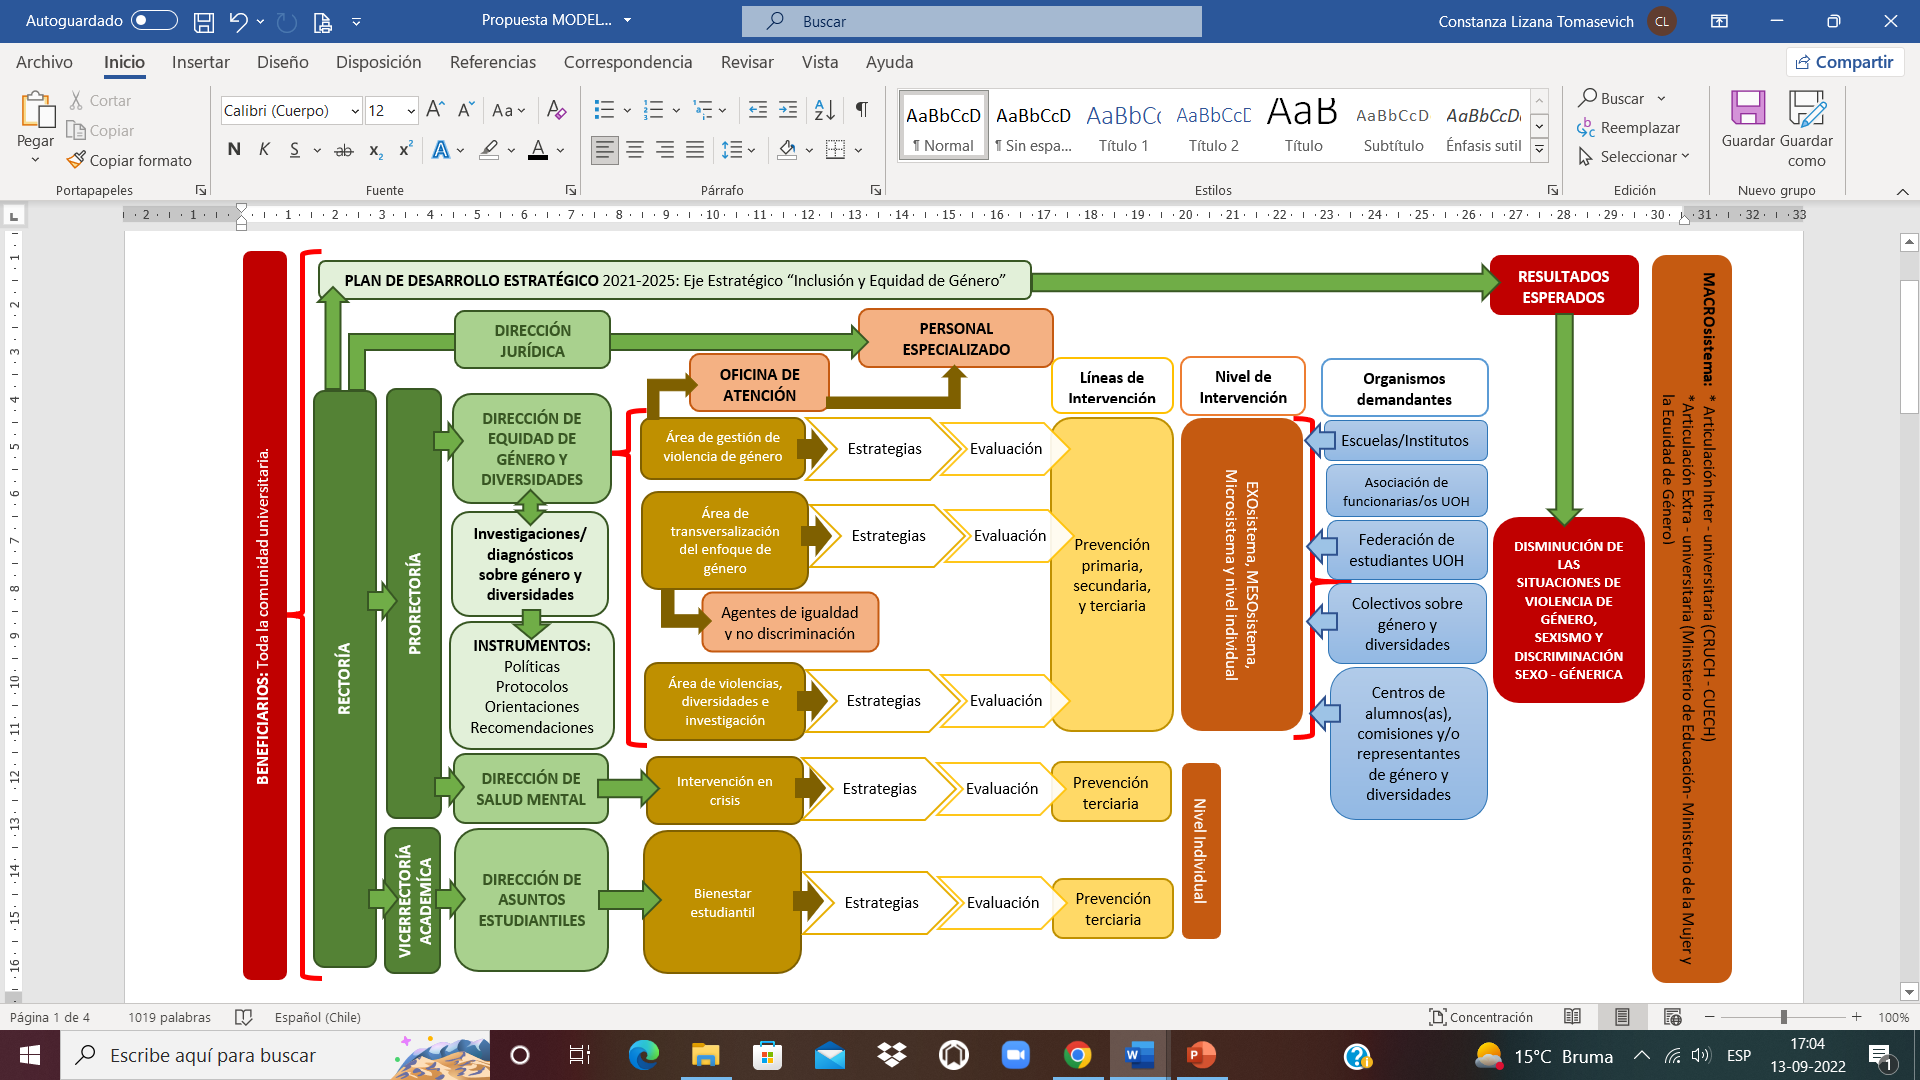 Autoguardado
Propuesta MODEL...
Buscar
Constanza Lizana Tomasevich
CL
Archivo
Inicio
Insertar
Diseño
Disposición
Referencias
Correspondencia
Revisar
Vista
Ayuda
Compartir
Pegar
Cortar
Copiar
Copiar formato
Portapapeles
Calibri (Cuerpo)
12
Fuente
Párrafo
AaBbCcD
¶ Normal
AaBbCcD
¶ Sin espa...
AaBbCc
Título 1
AaBbCcD
Título 2
AaB
Título
AaBbCcD
Subtítulo
AaBbCcD
Énfasis sutil
Estilos
Buscar
Reemplazar
Seleccionar
Edición
Guardar
Guardar
como
Nuevo grupo
BENEFICIARIOS: Toda la comunidad universitaria.
PLAN DE DESARROLLO ESTRATÉGICO 2021-2025: Eje Estratégico “Inclusión y Equidad de Género”
RESULTADOS
ESPERADOS
MACROsistema: * Articulación Inter - universitaria (CRUCH - CUECH)
* Articulación Extra - universitaria (Ministerio de Educación- Ministerio de la Mujer y
la Equidad de Género)
DIRECCIÓN
JURÍDICA
PERSONAL
ESPECIALIZADO
OFICINA DE
ATENCIÓN
Líneas de
Intervención
Nivel de
Intervención
Organismos
demandantes
RECTORÍA
PRORECTORÍA
DIRECCIÓN DE
EQUIDAD DE
GÉNERO Y
DIVERSIDADES
Área de gestión de
violencia de género
Estrategias
Evaluación
Investigaciones/
diagnósticos
sobre género y
diversidades
Área de
transversalización
del enfoque de
género
Estrategias
Evaluación
Agentes de igualdad
y no discriminación
INSTRUMENTOS:
Políticas
Protocolos
Orientaciones
Recomendaciones
Área de violencias,
diversidades e
investigación
Estrategias
Evaluación
Prevención
primaria,
secundaria,
y terciaria
EXOsistema, MESOsistema,
Microsistema y nivel individual
Escuelas/Institutos
Asociación de
funcionarias/os UOH
Federación de
estudiantes UOH
Colectivos sobre
género y
diversidades
Centros de
alumnos(as),
comisiones y/o
representantes
de género y
diversidades
DISMINUCIÓN DE
LAS
SITUACIONES DE
VIOLENCIA DE
GÉNERO,
SEXISMO Y
DISCRIMINACIÓN
SEXO - GÉNERICA
DIRECCIÓN DE
SALUD MENTAL
Intervención en
crisis
Estrategias
Evaluación
Prevención
terciaria
Nivel Individual
VICERRECTORÍA
ACADEMÍCA
DIRECCIÓN DE
ASUNTOS
ESTUDIANTILES
Bienestar
estudiantil
Estrategias
Evaluación
Prevención
terciaria
Página 1 de 4
1019 palabras
Español (Chile)
Concentración
100%
Escribe aquí para buscar
15°C Bruma
ESP
17:04
13-09-2022
1